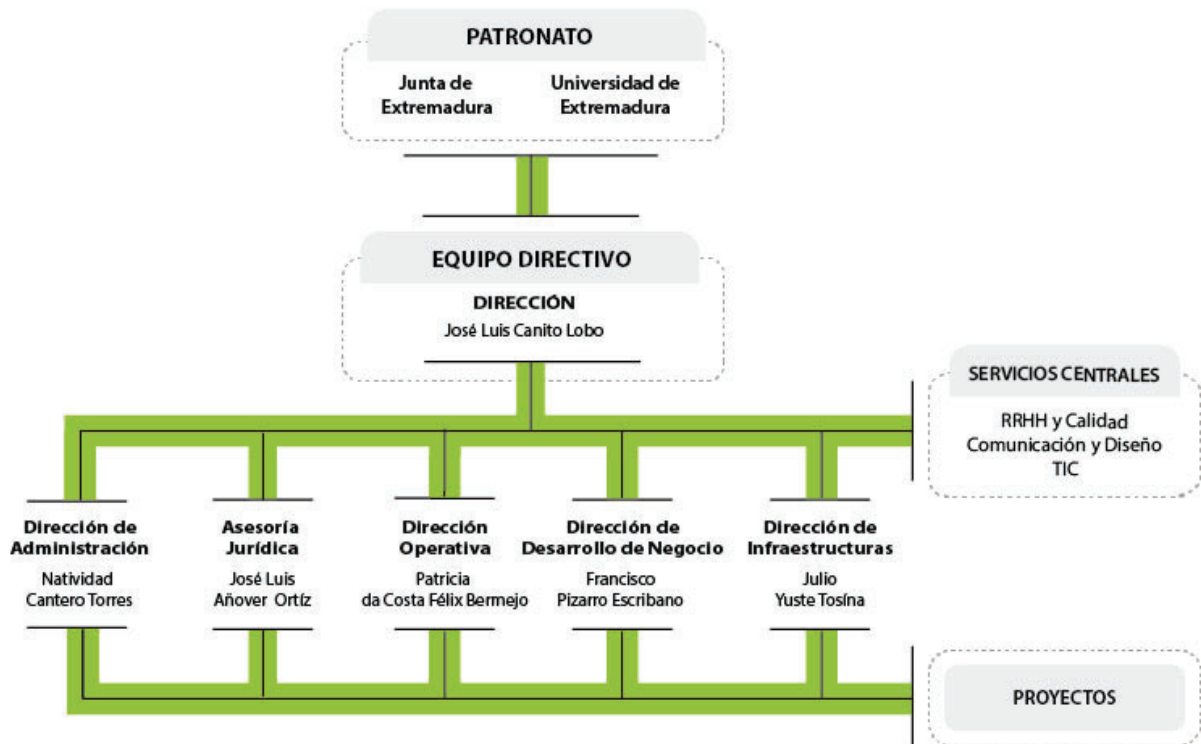 PATRONATO
Junta de
Extremadura
Universidad de
Extremadura
EQUIPO DIRECTIVO
DIRECCIÓN
José Luis Canito Lobo
SERVICIOS CENTRALES
RRHH y Calidad
Comunicación y Diseño
TIC
Dirección de
Administración
Natividad
Cantero Torres
Asesoría
Jurídica
José Luis
Añover Ortíz
Dirección
Operativa
Patricia
da Costa Félix Bermejo
Dirección de
Desarrollo de Negocio
Francisco
Pizarro Escribano
Dirección de
Infraestructuras
Julio
Yuste Tosína
PROYECTOS